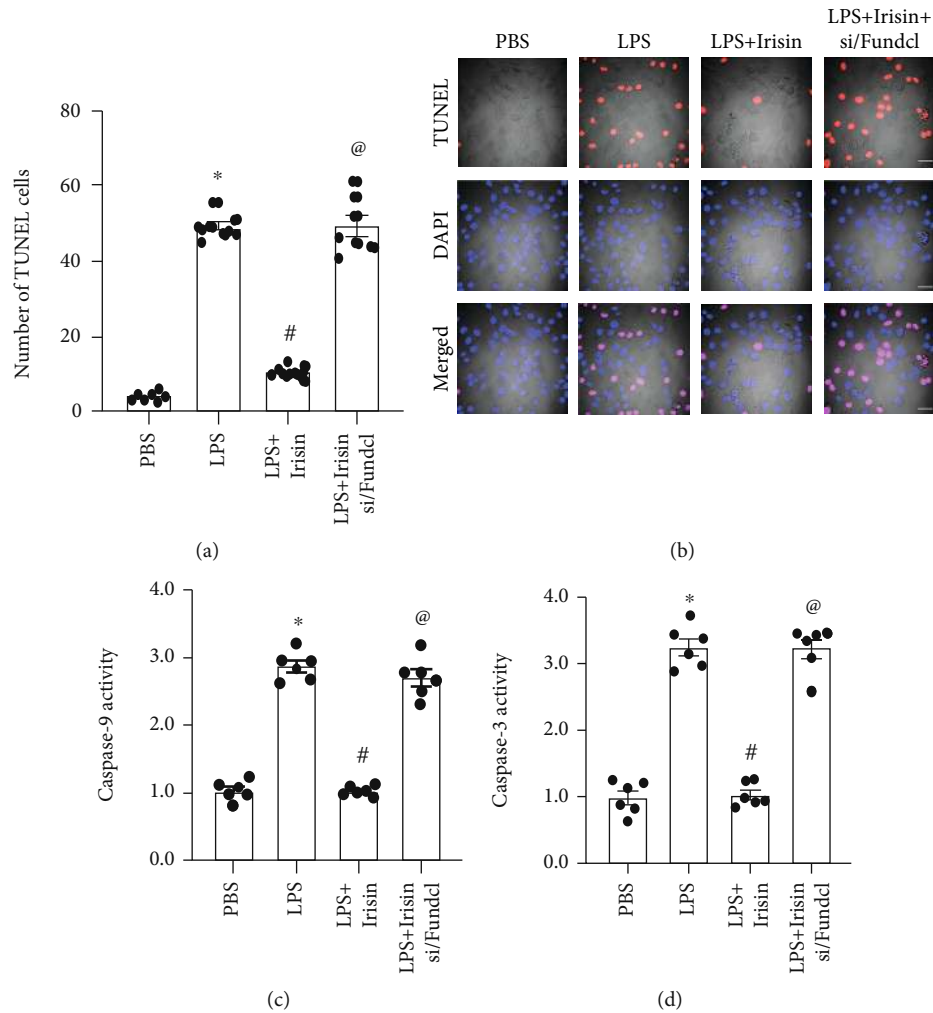 80
60
40
20
0
Number of TUNEL cells
*
#
@
PBS
LPS
LPS+
Irisin
LPS+Irisin
si/Fundcl
(a)
PBS
LPS
LPS+Irisin
LPS+Irisin+
si/Fundcl
TUNEL
DAPI
Merged
(b)
4.0
3.0
2.0
1.0
0.0
Caspase-9 activity
*
#
@
PBS
LPS
LPS+
Irisin
LPS+Irisin
si/Fundcl
(c)
4.0
3.0
2.0
1.0
0.0
Caspase-3 activity
*
#
@
PBS
LPS
LPS+
Irisin
LPS+Irisin
si/Fundcl
(d)